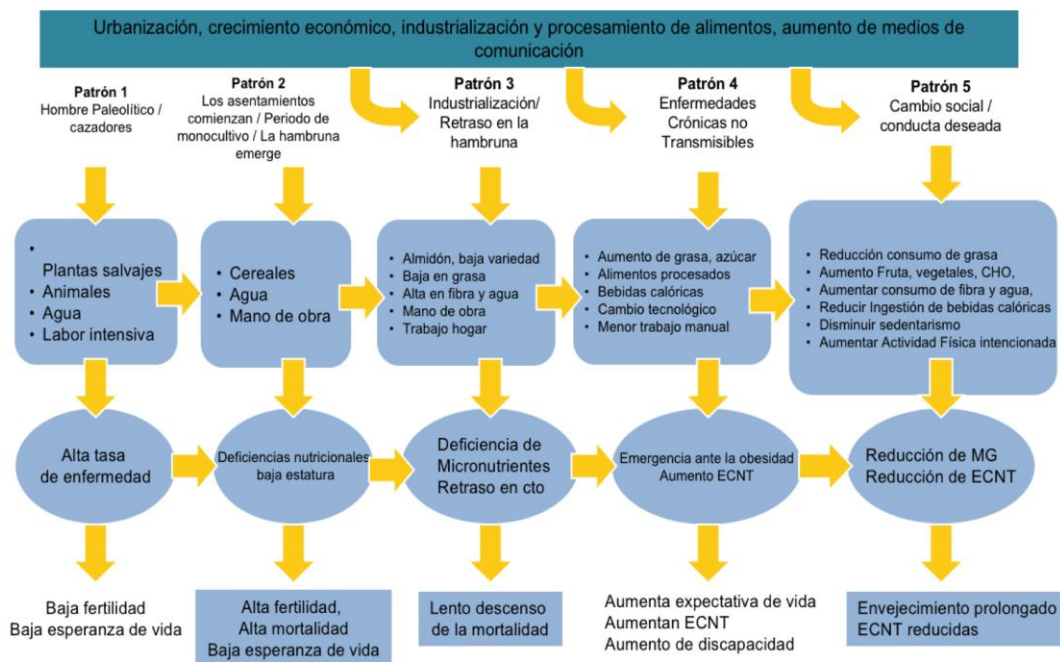 Urbanización, crecimiento económico, industrialización y procesamiento de alimentos, aumento de medios de
comunicación
Patrón 1
Hombre Paleolítico /
cazadores
Patrón 2
Los asentamientos
comienzan / Periodo de
monocultivo / La hambruna
emerge
Patrón 3
Industrialización/
Retraso en la
hambruna
Patrón 4
Enfermedades
Crónicas no
Transmisibles
Patrón 5
Cambio social /
conducta deseada
•
Plantas salvajes
• Animales
• Agua
• Labor intensiva
• Cereales
• Agua
• Mano de obra
• Almidón, baja variedad
• Baja en grasa
• Alta en fibra y agua
• Mano de obra
• Trabajo hogar
• Aumento de grasa, azúcar
• Alimentos procesados
• Bebidas calóricas
• Cambio tecnológico
• Menor trabajo manual
• Reducción consumo de grasa
• Aumento Fruta, vegetales, CHO,
• Aumentar consumo de fibra y agua,
• Reducir Ingestión de bebidas calóricas
• Disminuir sedentarismo
• Aumentar Actividad Física intencionada
Alta tasa
de enfermedad
Deficiencias nutricionales
baja estatura
Deficiencia de
Micronutrientes
Retraso en cto
Emergencia ante la obesidad
Aumento ECNT
Reducción de MG
Reducción de ECNT
Baja fertilidad
Baja esperanza de vida
Alta fertilidad,
Alta mortalidad
Baja esperanza de vida
Lento descenso
de la mortalidad
Aumenta expectativa de vida
Aumentan ECNT
Aumento de discapacidad
Envejecimiento prolongado
ECNT reducidas